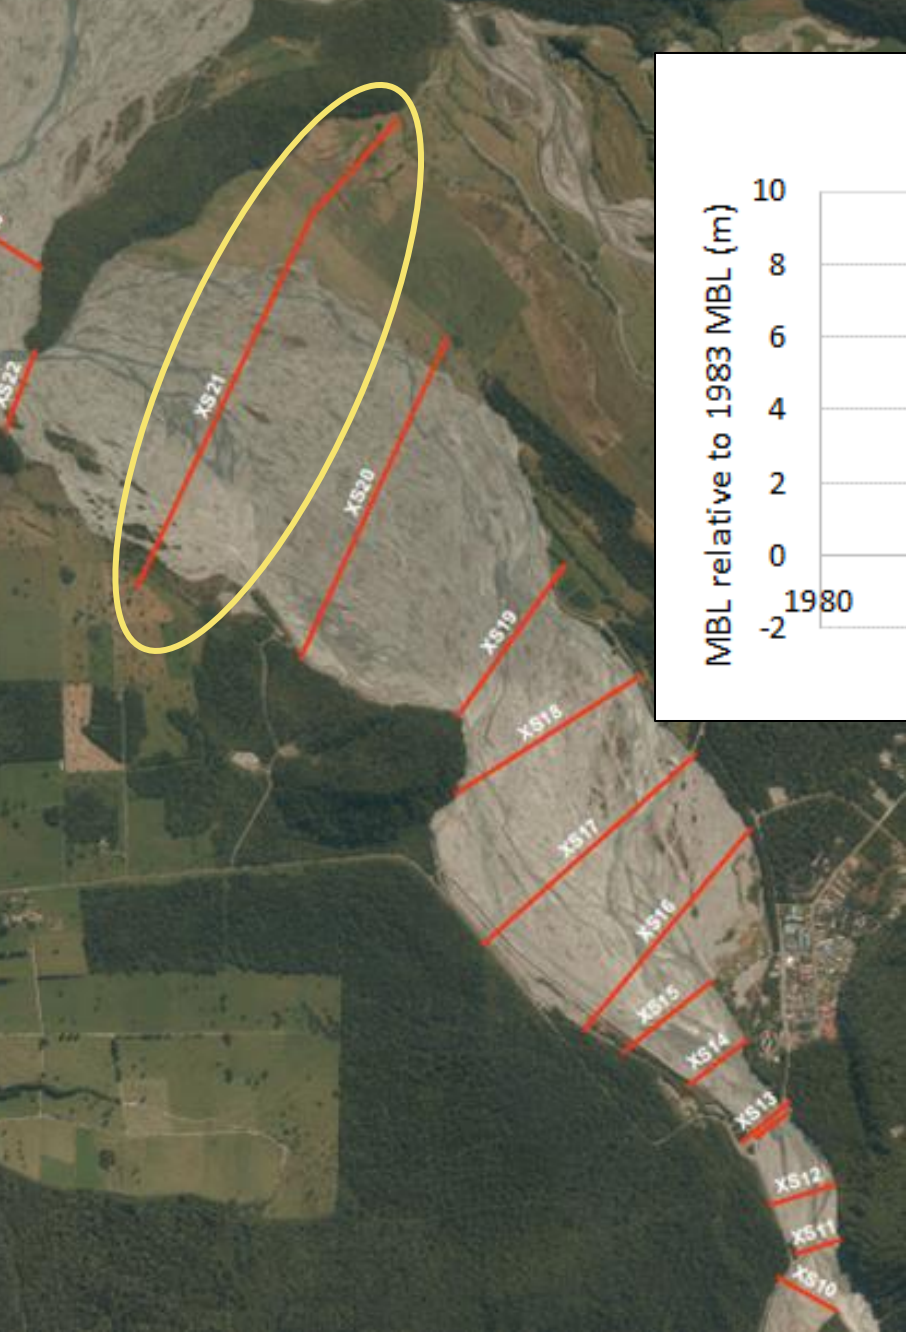 XS21
XS22
XS20
XS19
XS18
XS17
XS16
XS15
XS14
XS13
XS12
XS11
XS10
MBL relative to 1983 MBL (m)
10
8
6
4
2
0
-2
1980